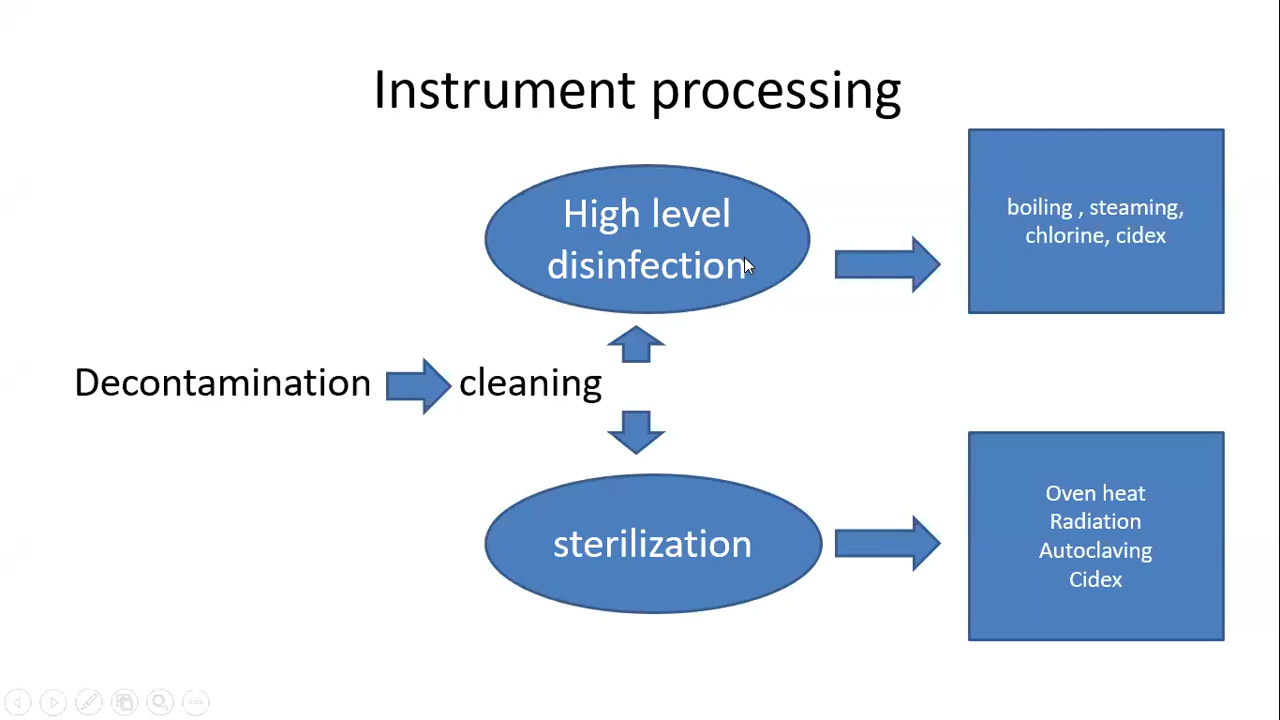 Instrument processing
High level
disinfection
boiling , steaming,
chlorine, cidex
Decontamination
cleaning
sterilization
Oven heat
Radiation
Autoclaving
Cidex